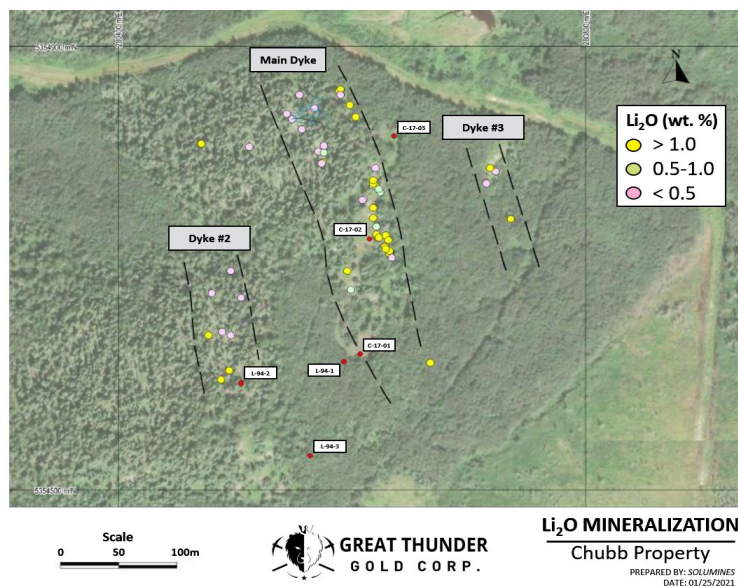 Main Dyke
N
C-17-03
Dyke #3
Li2O (wt. %)
> 1.0
0.5-1.0
< 0.5
C-17-02
Dyke #2
C-17-01
L-94-1
L-94-2
L-94-3
Scale
0 50 100m
GREAT THUNDER
GOLD CORP.
Li2O MINERALIZATION
Chubb Property
PREPARED BY: SOLUMINES
DATE: 01/25/2021